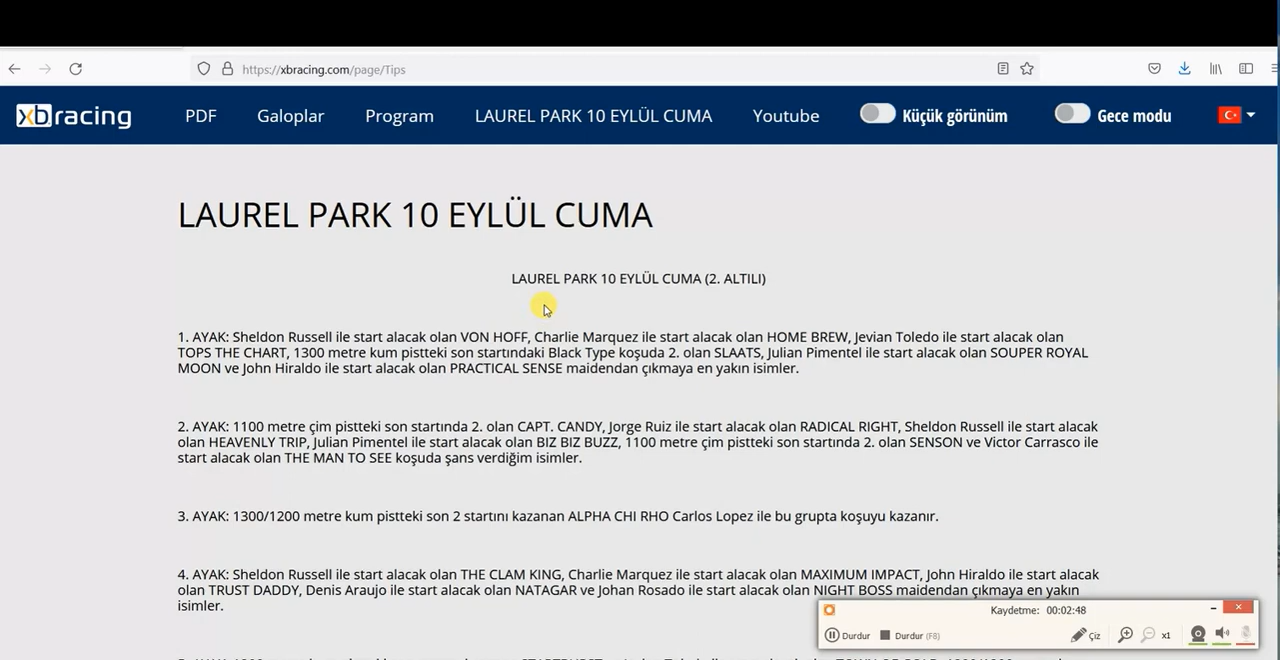 https://xbracing.com/page/Tips
xbracing PDF Galoplar Program LAUREL PARK 10 EYLÜL CUMA Youtube Küçük görünüm Gece modu
LAUREL PARK 10 EYLÜL CUMA
LAUREL PARK 10 EYLÜL CUMA (2. ALTILI)
1. AYAK: Sheldon Russell ile start alacak olan VON HOFF, Charlie Marquez ile start alacak olan HOME BREW, Jevian Toledo ile start alacak olan
TOPS THE CHART, 1300 metre kum pistteki son startındaki Black Type koşuda 2. olan SLAATS, Julian Pimentel ile start alacak olan SOUPER ROYAL
MOON ve John Hiraldo ile start alacak olan PRACTICAL SENSE maidendan çıkmaya en yakın isimler.
2. AYAK: 1100 metre çim pistteki son startında 2. olan CAPT. CANDY, Jorge Ruiz ile start alacak olan RADICAL RIGHT, Sheldon Russell ile start alacak
olan HEAVENLY TRIP, Julian Pimentel ile start alacak olan BIZ BIZ BUZZ, 1100 metre çim pistteki son startında 2. olan SENSON ve Victor Carrasco ile
start alacak olan THE MAN TO SEE koşuda şans verdiğim isimler.
3. AYAK: 1300/1200 metre kum pistteki son 2 startını kazanan ALPHA CHI RHO Carlos Lopez ile bu grupta koşuyu kazanır.
4. AYAK: Sheldon Russell ile start alacak olan THE CLAM KING, Charlie Marquez ile start alacak olan MAXIMUM IMPACT, John Hiraldo ile start alacak
olan TRUST DADDY, Denis Araujo ile start alacak olan NATAGAR ve Johan Rosado ile start alacak olan NIGHT BOSS maidendan çıkmaya en yakın
isimler.
Kaydetme: 00:02:48
Durdur Durdur (F8) Çiz x1